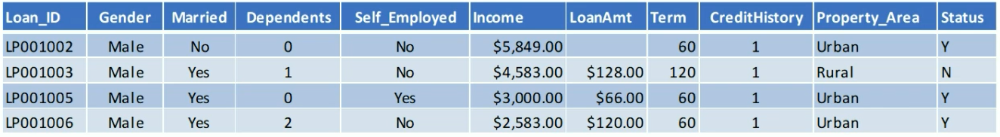 Loan_ID Gender Married Dependents Self_Employed Income LoanAmt Term CreditHistory Property_Area Status
LP001002 Male No 0 No $5,849.00 60 1 Urban Y
LP001003 Male Yes 1 No $4,583.00 $128.00 120 1 Rural N
LP001005 Male Yes 0 Yes $3,000.00 $66.00 60 1 Urban Y
LP001006 Male Yes 2 No $2,583.00 $120.00 60 1 Urban Y